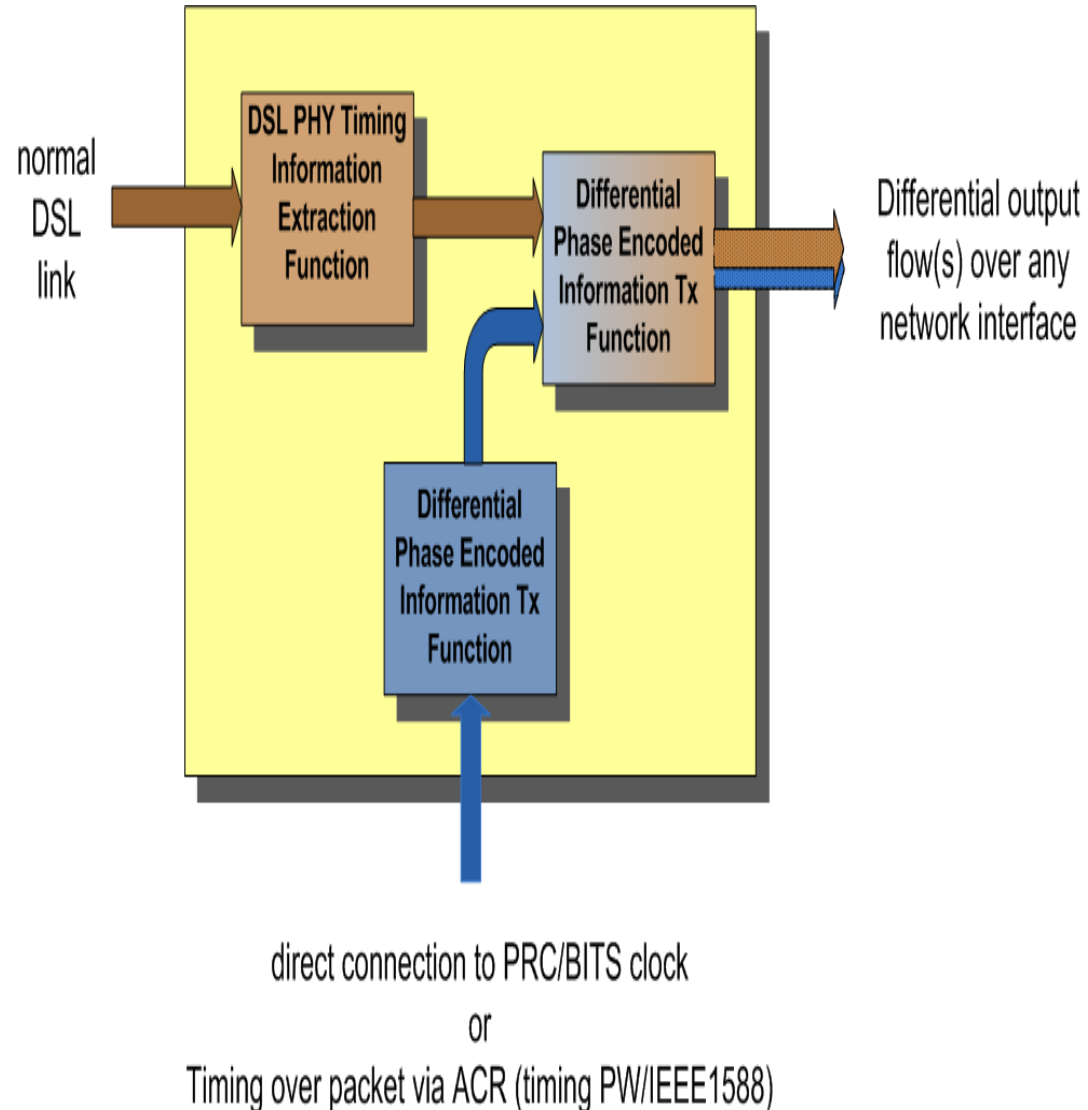 normal
DSL
link
DSL PHY Timing
Information
Extraction
Function
Differential
Phase Encoded
Information Tx
Function
Differential output
flow(s) over any
network interface
Differential
Phase Encoded
Information Tx
Function
direct connection to PRC/BITS clock
or
Timing over packet via ACR (timing PW/IEEE1588)